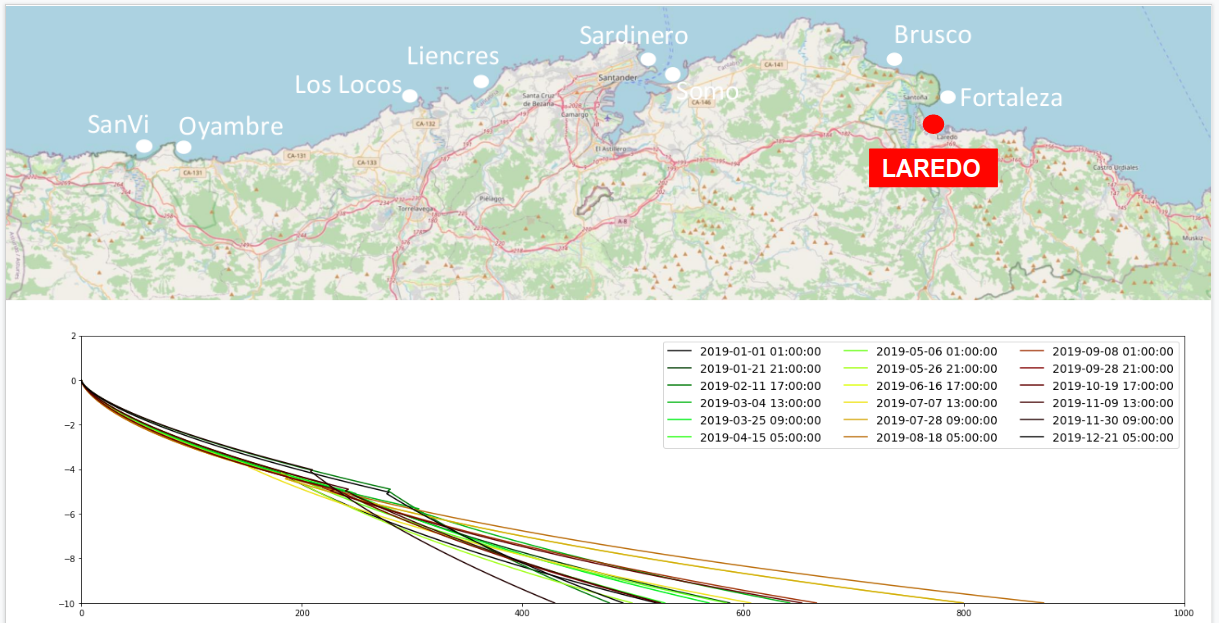 Sardinero
Brusco
Liencres
Los Locos
Santander
CA-141
Somo
CA-146
Santa Cruz
de Bezana
Camargo
Santoña
Fortaleza
SanVi
Oyambre
CA-132
Laredo
CA-131
CA-133
CA-131
El Astillero
LAREDO
Castro Urdiales
Torrelavega
Piélagos
A-8
Muskiz
2
0
−2
−4
−6
−8
−10
0
200
400
600
800
1000
2019-01-01 01:00:00
2019-01-21 21:00:00
2019-02-11 17:00:00
2019-03-04 13:00:00
2019-03-25 09:00:00
2019-04-15 05:00:00
2019-05-06 01:00:00
2019-05-26 21:00:00
2019-06-16 17:00:00
2019-07-07 13:00:00
2019-07-28 09:00:00
2019-08-18 05:00:00
2019-09-08 01:00:00
2019-09-28 21:00:00
2019-10-19 17:00:00
2019-11-09 13:00:00
2019-11-30 09:00:00
2019-12-21 05:00:00